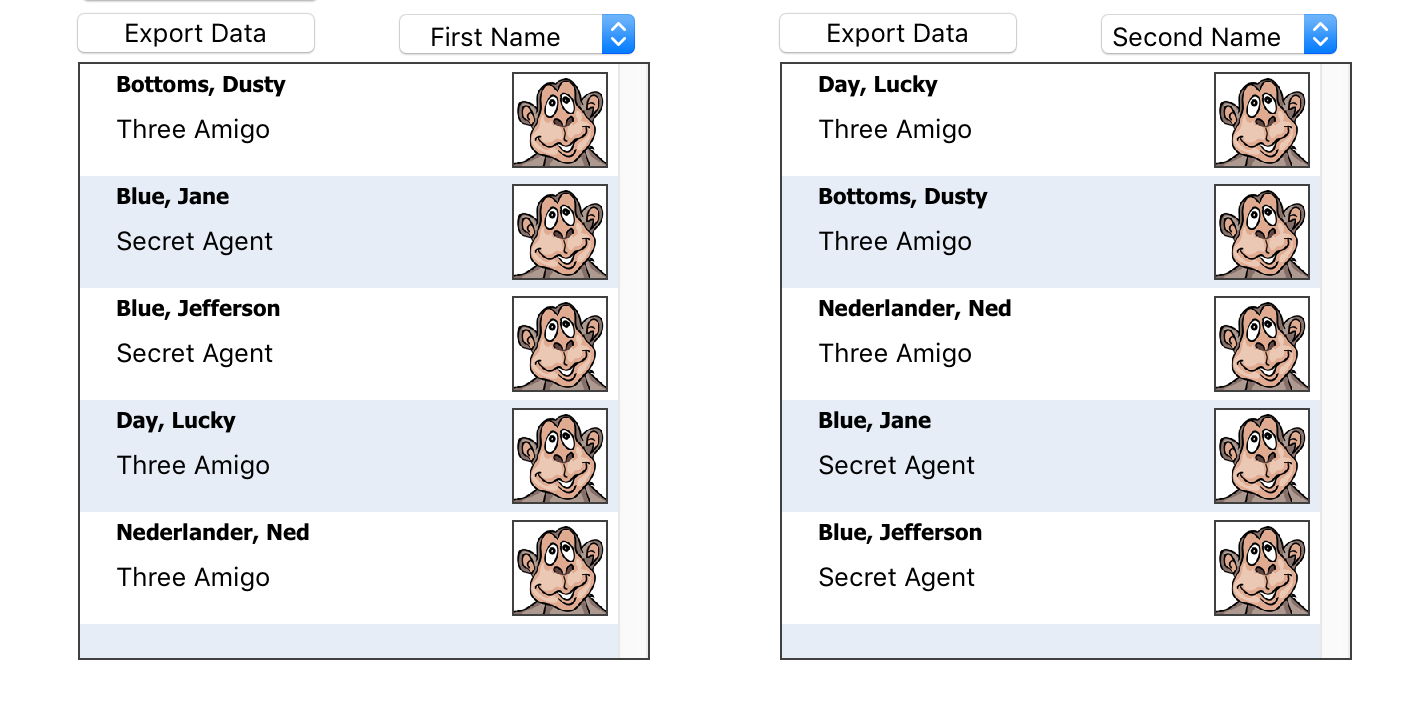 Export Data
First Name
Bottoms, Dusty
Three Amigo
Blue, Jane
Secret Agent
Blue, Jefferson
Secret Agent
Day, Lucky
Three Amigo
Nederlander, Ned
Three Amigo
Export Data
Second Name
Day, Lucky
Three Amigo
Bottoms, Dusty
Three Amigo
Nederlander, Ned
Three Amigo
Blue, Jane
Secret Agent
Blue, Jefferson
Secret Agent